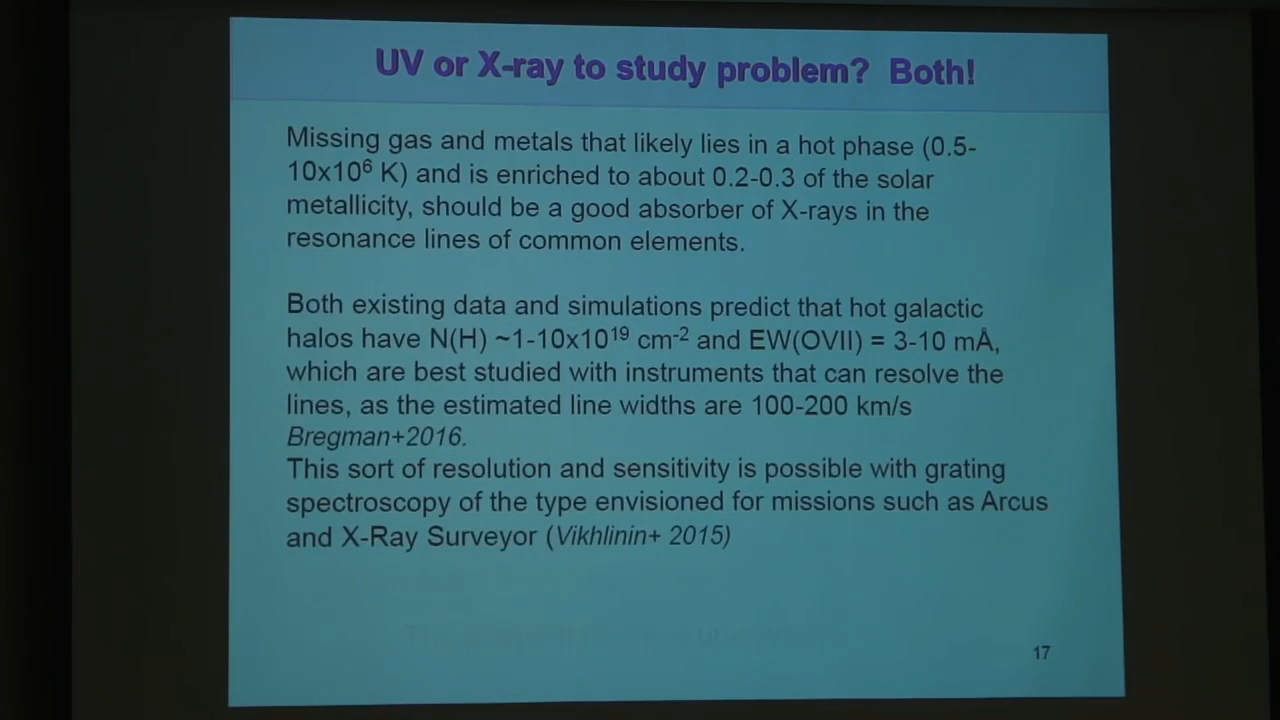 UV or X-ray to study problem? Both!
Missing gas and metals that likely lies in a hot phase (0.5-
10x10⁶ K) and is enriched to about 0.2-0.3 of the solar
metallicity, should be a good absorber of X-rays in the
resonance lines of common elements.
Both existing data and simulations predict that hot galactic
halos have N(H) ~1-10x10¹⁹ cm⁻² and EW(OVII) = 3-10 mÅ,
which are best studied with instruments that can resolve the
lines, as the estimated line widths are 100-200 km/s
Bregman+2016.
This sort of resolution and sensitivity is possible with grating
spectroscopy of the type envisioned for missions such as Arcus
and X-Ray Surveyor (Vikhlinin+ 2015)
17